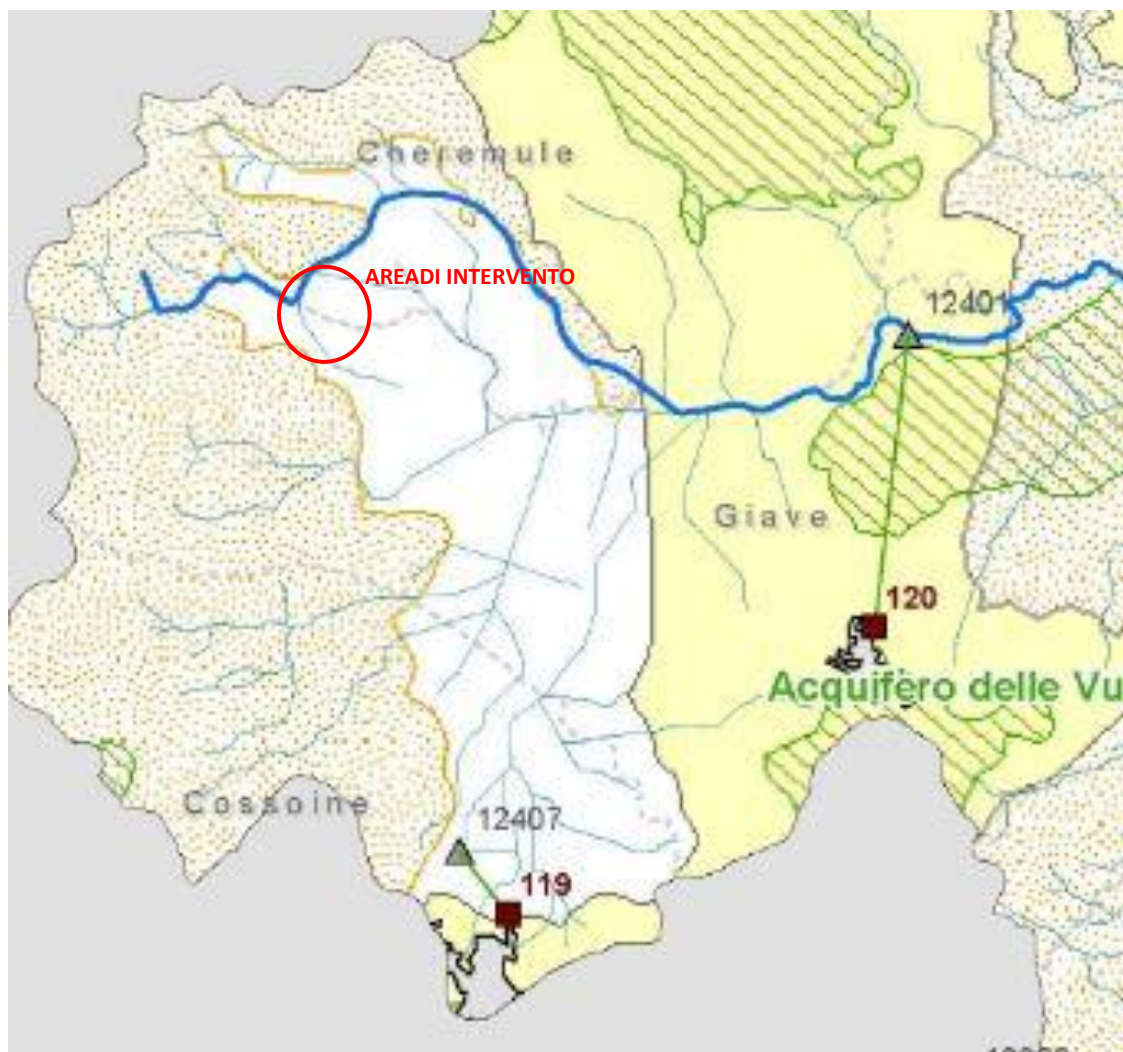 Cheremule
AREADI INTERVENTO
12401
Giave
120
Acquifero delle Vu
Cossoine
12407
119